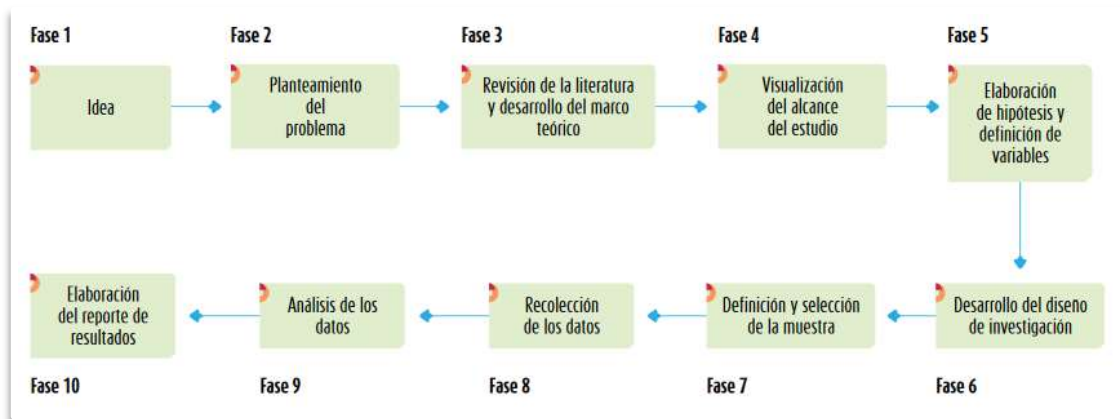 Fase 1
Idea
Fase 2
Planteamiento
del
problema
Fase 3
Revisión de la literatura
y desarrollo del marco
teórico
Fase 4
Visualización
del alcance
del estudio
Fase 5
Elaboración
de hipótesis y
definición de
variables
Desarrollo del diseño
de investigación
Fase 6
Definición y selección
de la muestra
Fase 7
Recolección
de los datos
Fase 8
Análisis de los
datos
Fase 9
Elaboración
del reporte de
resultados
Fase 10